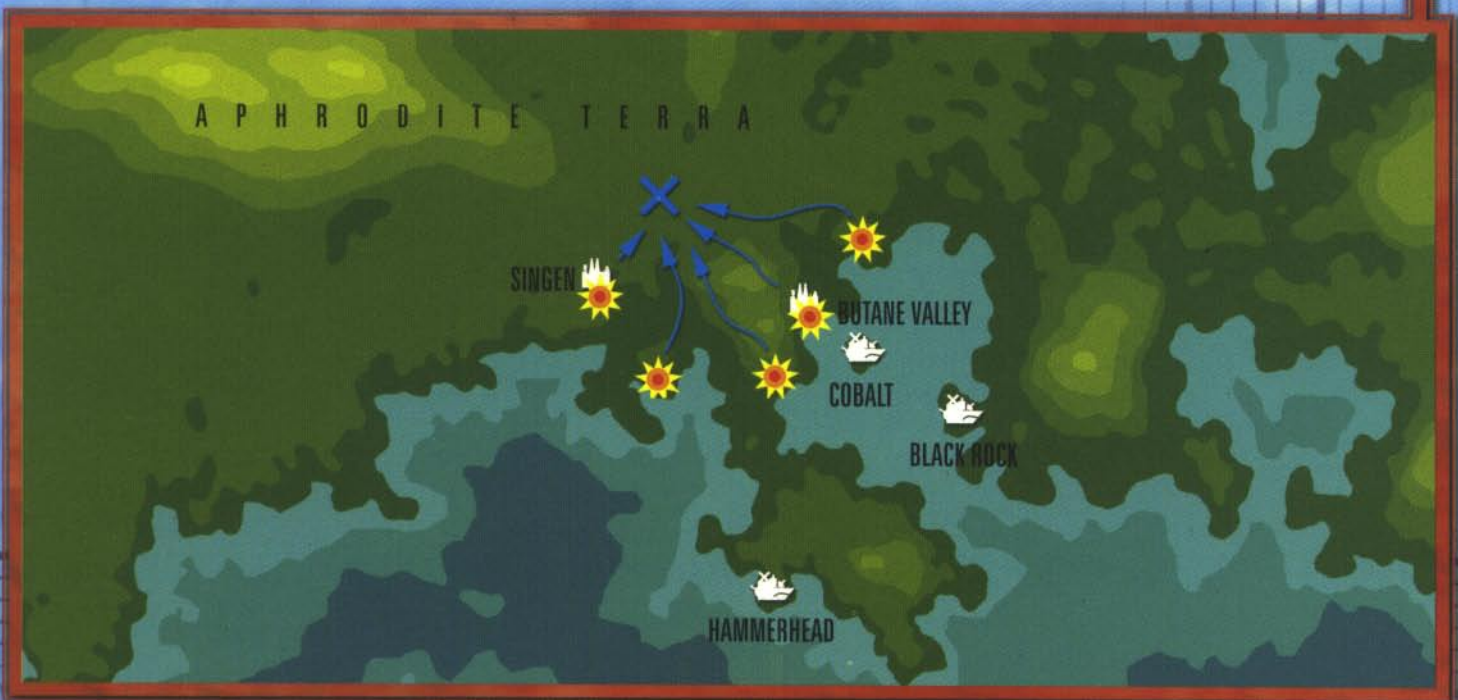 APHRODiTE TERRA
SINGEN
BUTANE VALLEY
COBALT
BLACK ROCK
HAMMERHEAD